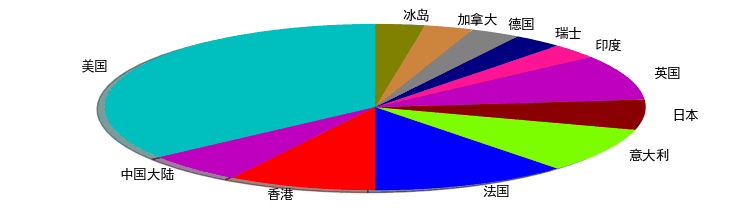 冰岛
加拿大
德国
瑞士
印度
美国
英国
日本
意大利
中国大陆
香港
法国